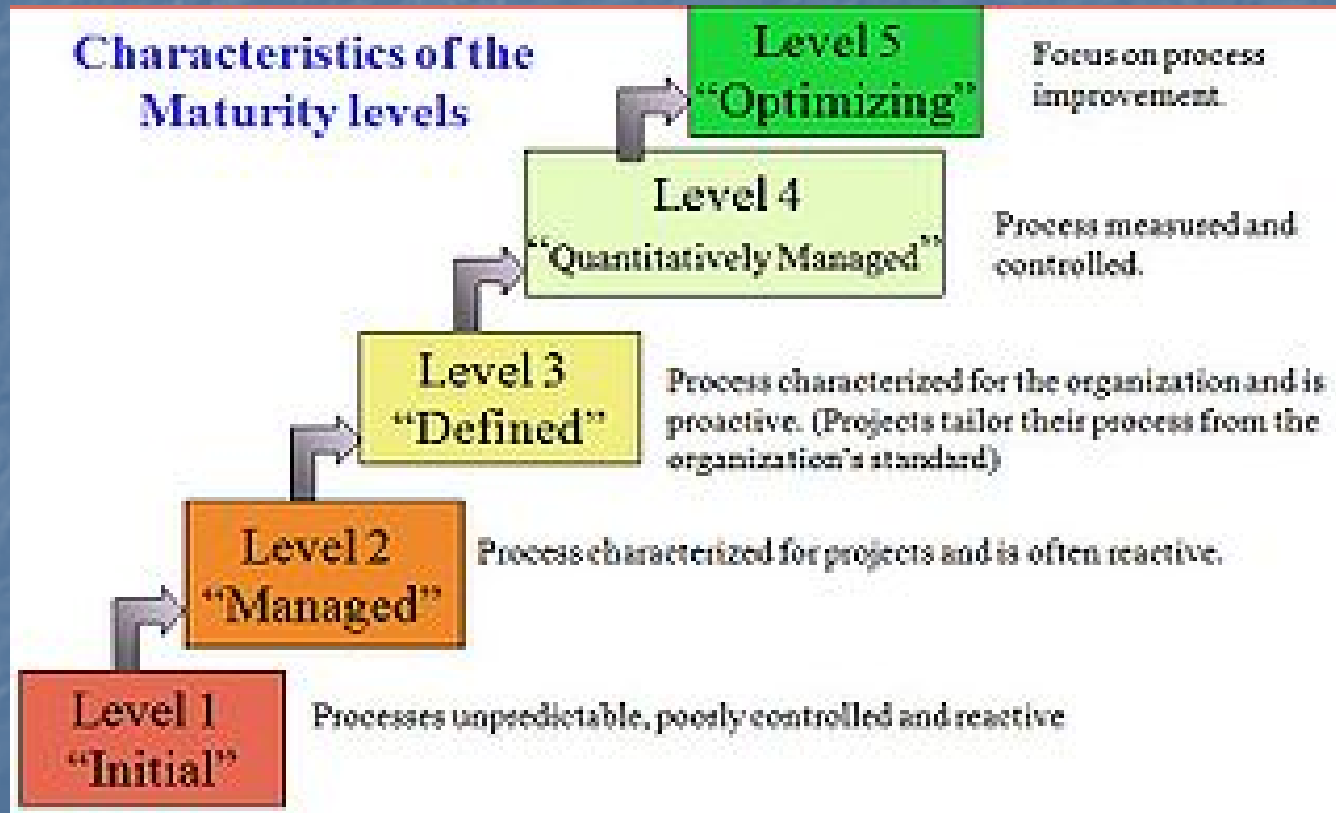 Characteristics of the
Maturity levels
Level 5
“Optimizing”
Focus on process
improvement.
Level 4
“Quantitatively Managed”
Process measured and
controlled.
Level 3
“Defined”
Process characterized for the organization and is
proactive. (Projects tailor their process from the
organization's standard)
Level 2
“Managed”
Process characterized for projects and is often reactive.
Level 1
“Initial”
Processes unpredictable, poorly controlled and reactive